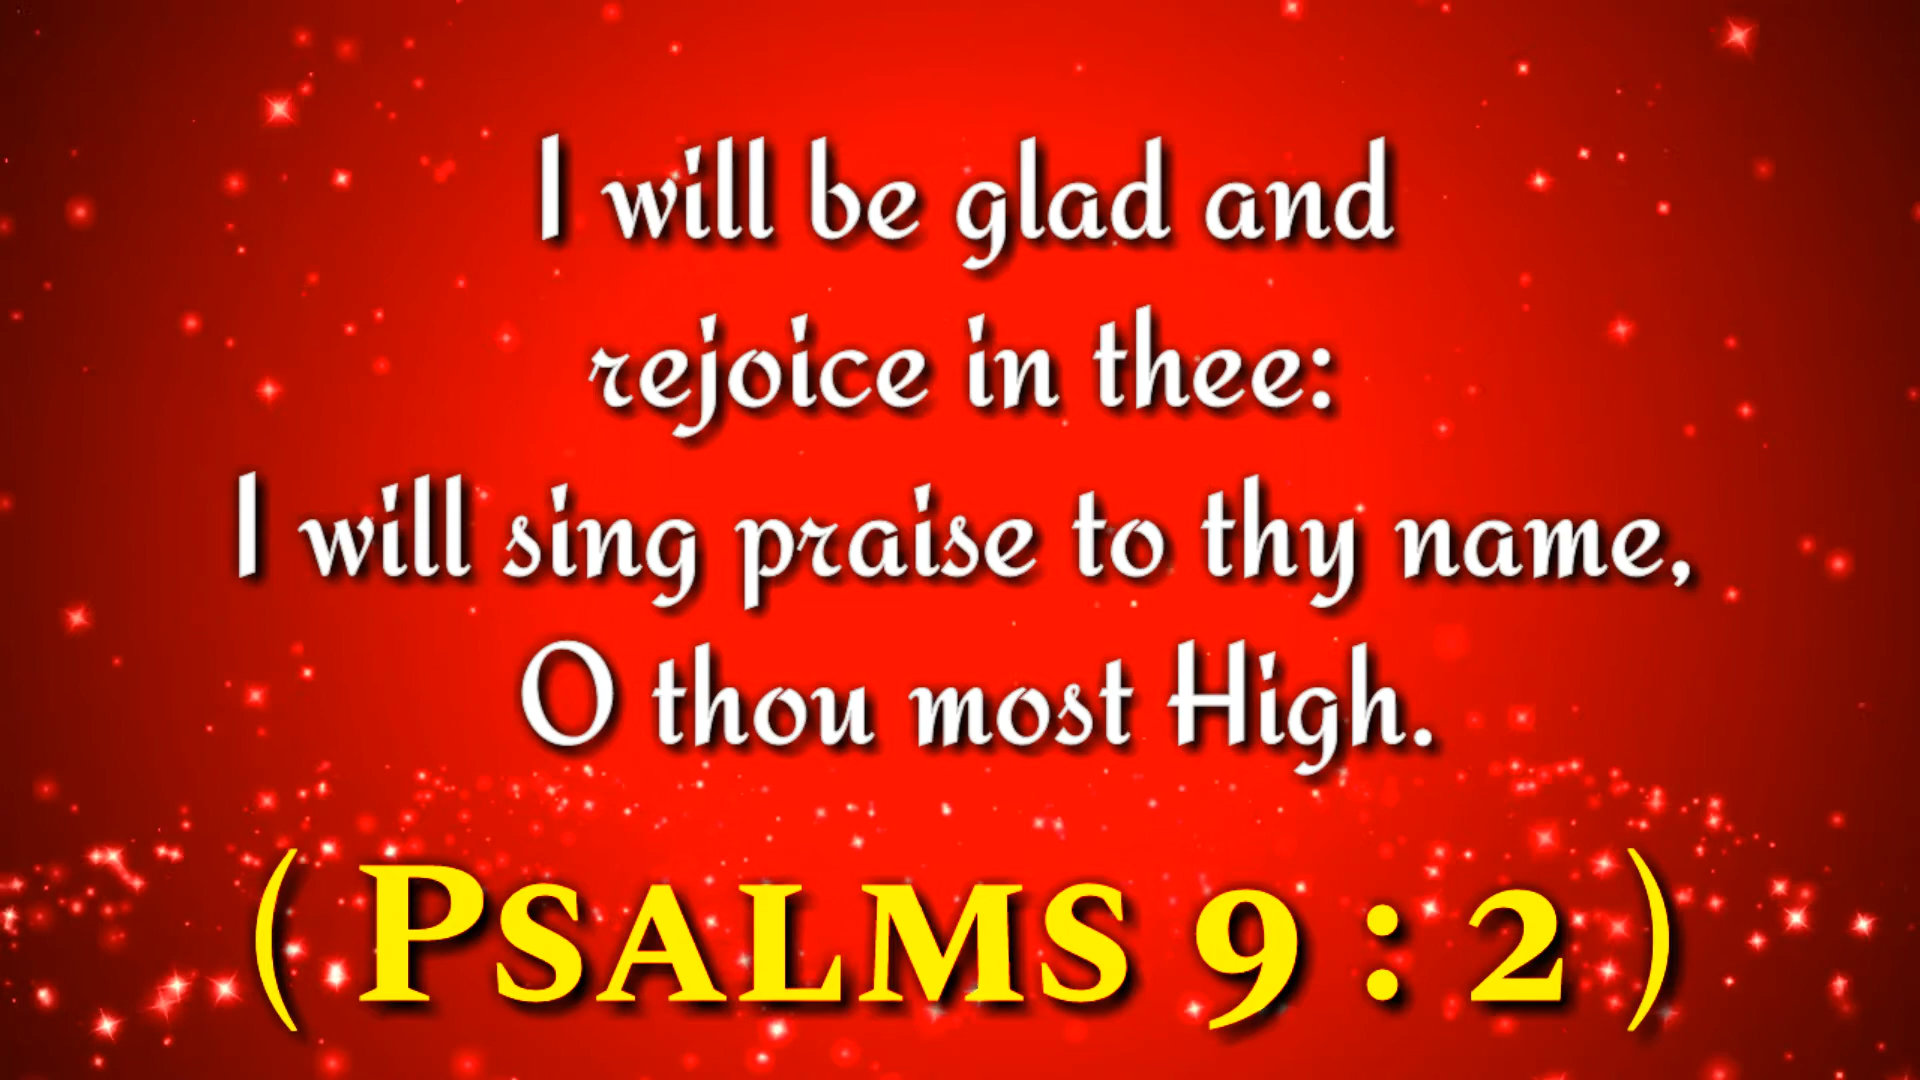 I will be glad and
rejoice in thee:
I will sing praise to thy name,
O thou most High.
( PSALMS 9 : 2 )